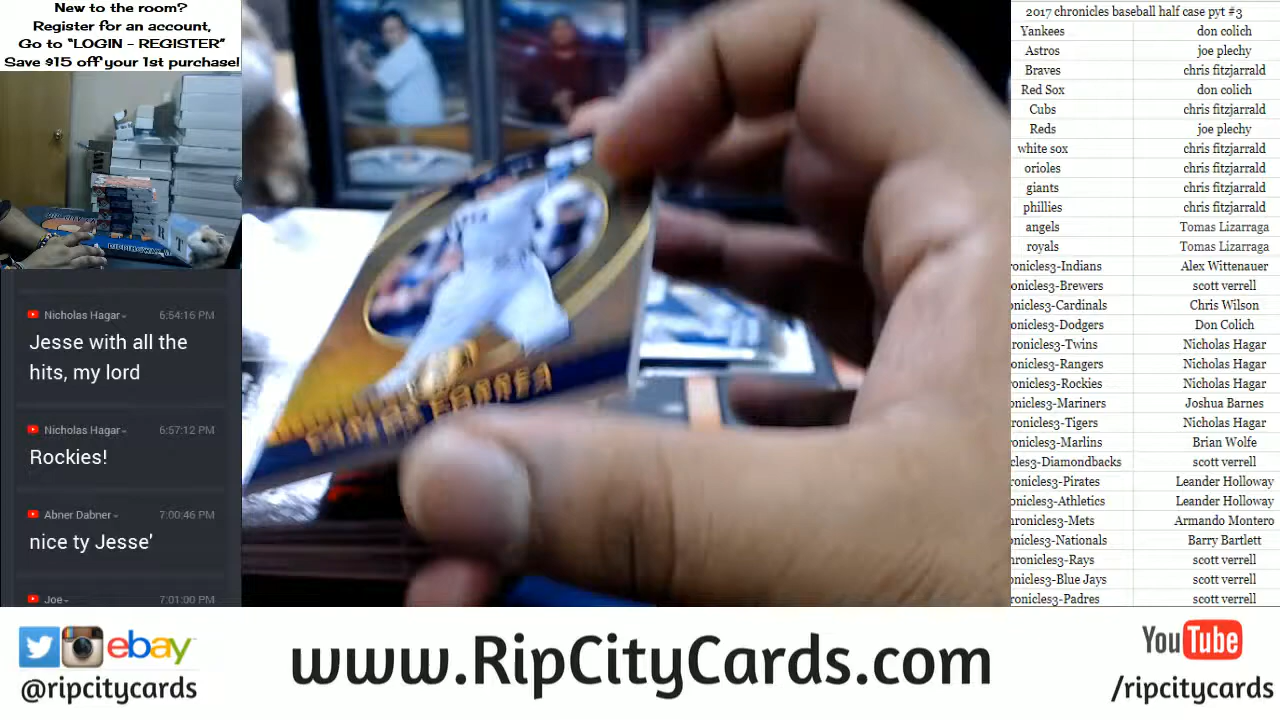 New to the room?
Register for an account,
Go to "LOGIN - REGISTER"
Save $15 off your 1st purchase!
Nicholas Hagar 6:54:16 PM
Jesse with all the
hits, my lord
Nicholas Hagar 6:57:12 PM
Rockies!
Abner Dabner 7:00:46 PM
nice ty Jesse'
Joe 7:01:00 PM
2017 chronicles baseball half case pyt #3
Yankees don colich
Astros joe plechy
Braves chris fitzjarrald
Red Sox don colich
Cubs chris fitzjarrald
Reds joe plechy
white sox chris fitzjarrald
orioles chris fitzjarrald
giants chris fitzjarrald
phillies chris fitzjarrald
angels Tomas Lizarraga
royals Tomas Lizarraga
ronicles3-Indians Alex Wittenauer
ronicles3-Brewers scott verrell
ronicles3-Cardinals Chris Wilson
ronicles3-Dodgers Don Colich
ronicles3-Twins Nicholas Hagar
ronicles3-Rangers Nicholas Hagar
ronicles3-Rockies Nicholas Hagar
ronicles3-Mariners Joshua Barnes
ronicles3-Tigers Nicholas Hagar
ronicles3-Marlins Brian Wolfe
cles3-Diamondbacks scott verrell
ronicles3-Pirates Leander Holloway
ronicles3-Athletics Leander Holloway
hronicles3-Mets Armando Montero
onicles3-Nationals Barry Bartlett
hronicles3-Rays scott verrell
onicles3-Blue Jays scott verrell
ronicles3-Padres scott verrell
ebay
@ripcitycards
www.RipCityCards.com
YouTube
/ripcitycards